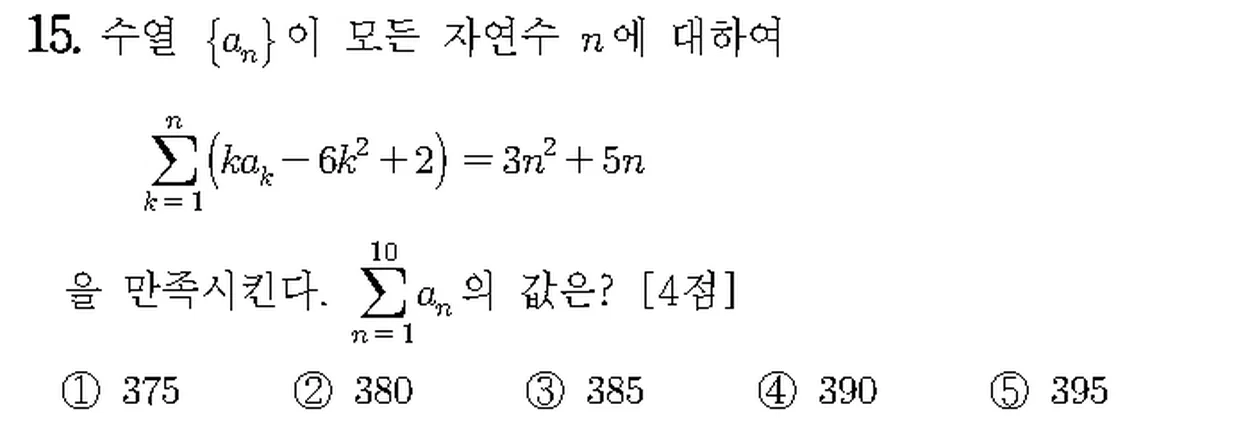 15. 수열 {aₙ}이 모든 자연수 n에 대하여
∑_{k=1}^{n} (kaₖ − 6k² + 2) = 3n² + 5n
을 만족시킨다. ∑_{n=1}^{10} aₙ의 값은? [4점]
① 375 ② 380 ③ 385 ④ 390 ⑤ 395